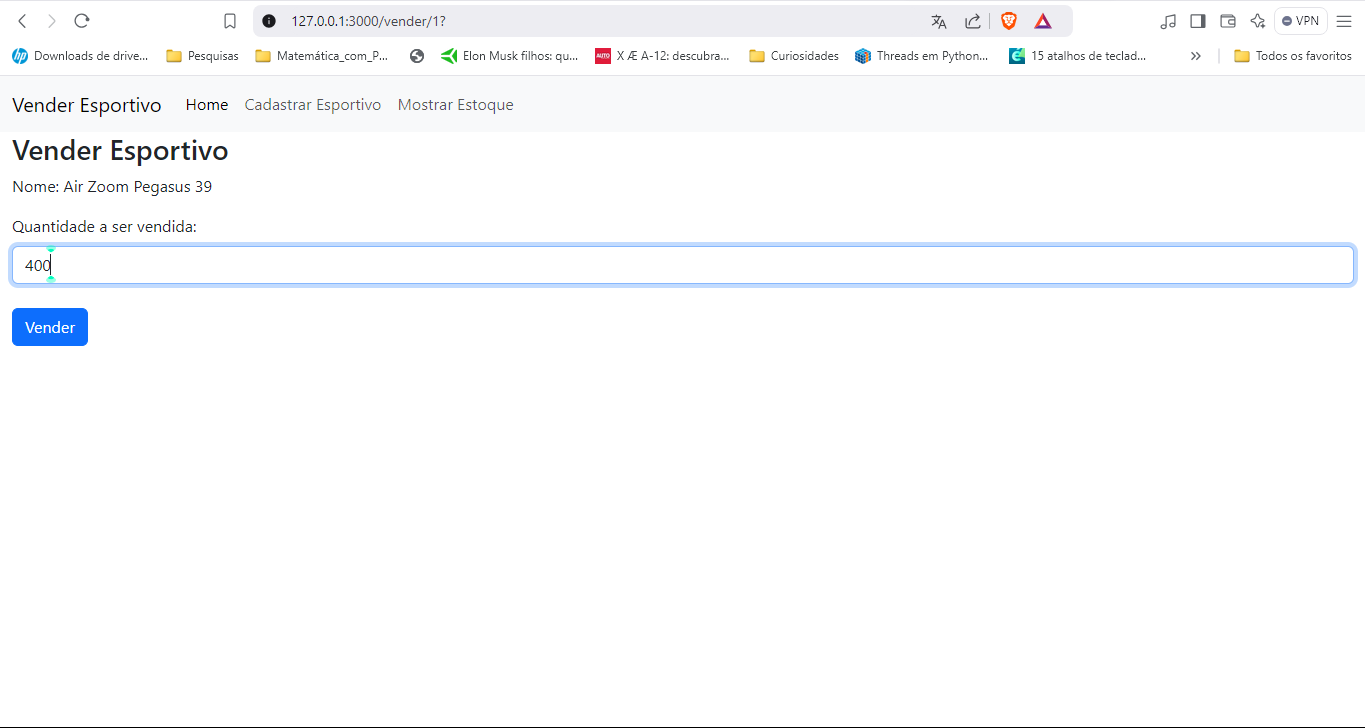 127.0.0.1:3000/vender/1?
VPN
hp Downloads de drive... Pesquisas Matemática_com_P... Elon Musk filhos: qu... AUTO X Æ A-12: descubra... Curiosidades Threads em Python... 15 atalhos de teclad... » Todos os favoritos
Vender Esportivo Home Cadastrar Esportivo Mostrar Estoque
Vender Esportivo
Nome: Air Zoom Pegasus 39
Quantidade a ser vendida:
400
Vender